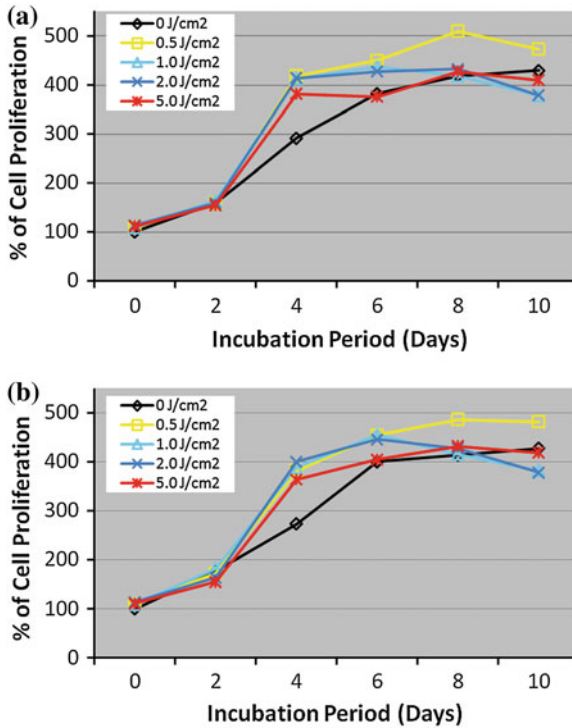 (a)
500
400
300
200
100
0
% of Cell Proliferation
0 J/cm2
0.5 J/cm2
1.0 J/cm2
2.0 J/cm2
5.0 J/cm2
0 2 4 6 8 10
Incubation Period (Days)
(b)
500
400
300
200
100
0
% of Cell Proliferation
0 J/cm2
0.5 J/cm2
1.0 J/cm2
2.0 J/cm2
5.0 J/cm2
0 2 4 6 8 10
Incubation Period (Days)